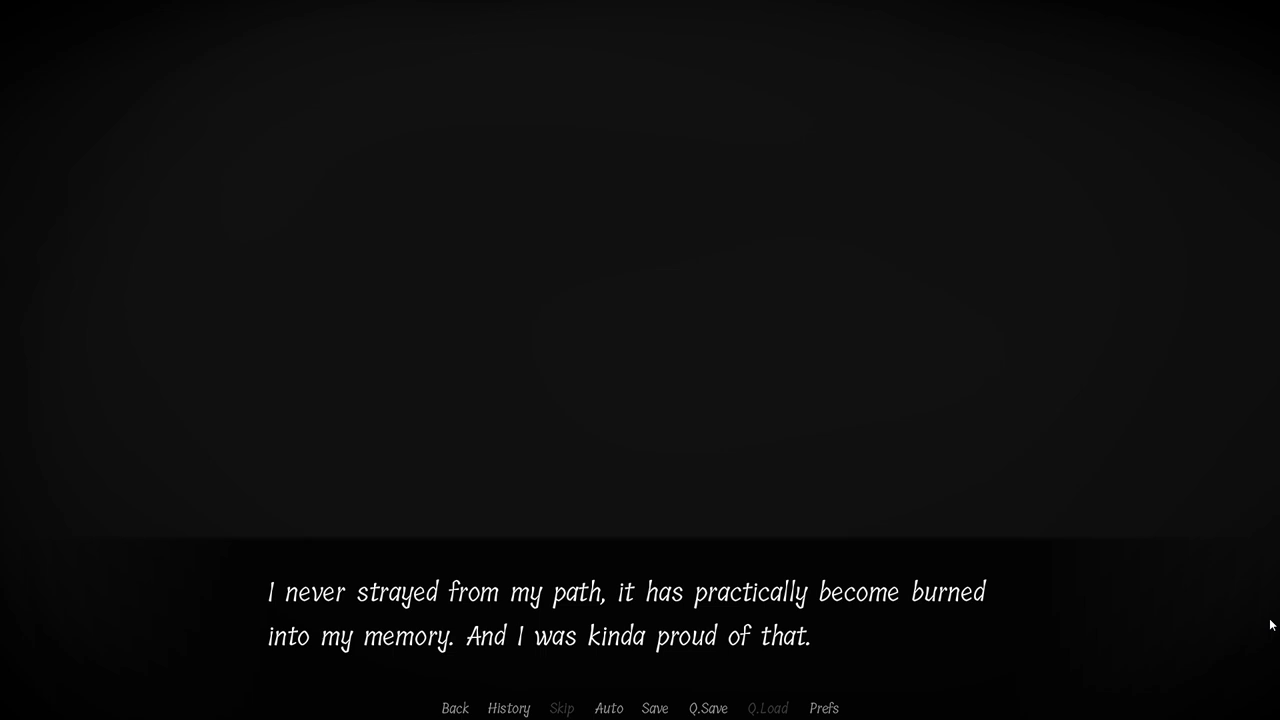 I never strayed from my path, it has practically become burned
into my memory. And I was kinda proud of that.
Back History Skip Auto Save Q.Save Q.Load Prefs